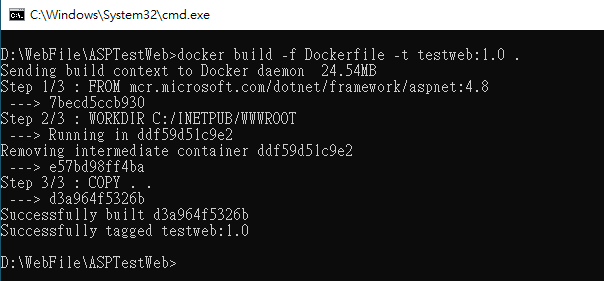 C:\Windows\System32\cmd.exe
D:\WebFile\ASPTestWeb>docker build -f Dockerfile -t testweb:1.0 .
Sending build context to Docker daemon  24.54MB
Step 1/3 : FROM mcr.microsoft.com/dotnet/framework/aspnet:4.8
 ---> 7becd5ccb930
Step 2/3 : WORKDIR C:/INETPUB/WWWROOT
 ---> Running in ddf59d51c9e2
Removing intermediate container ddf59d51c9e2
 ---> e57bd98ff4ba
Step 3/3 : COPY . .
 ---> d3a964f5326b
Successfully built d3a964f5326b
Successfully tagged testweb:1.0
D:\WebFile\ASPTestWeb>